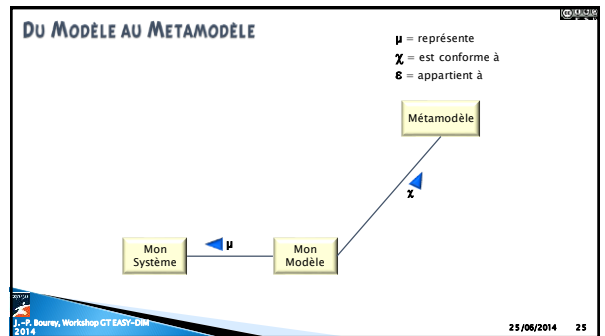 DU MODÈLE AU METAMODÈLE
μ = représente
χ = est conforme à
ε = appartient à
Métamodèle
χ
μ
Mon
Système
Mon
Modèle
J.-P. Bourey, Workshop GT EASY-DIM
2014
25/06/2014 25